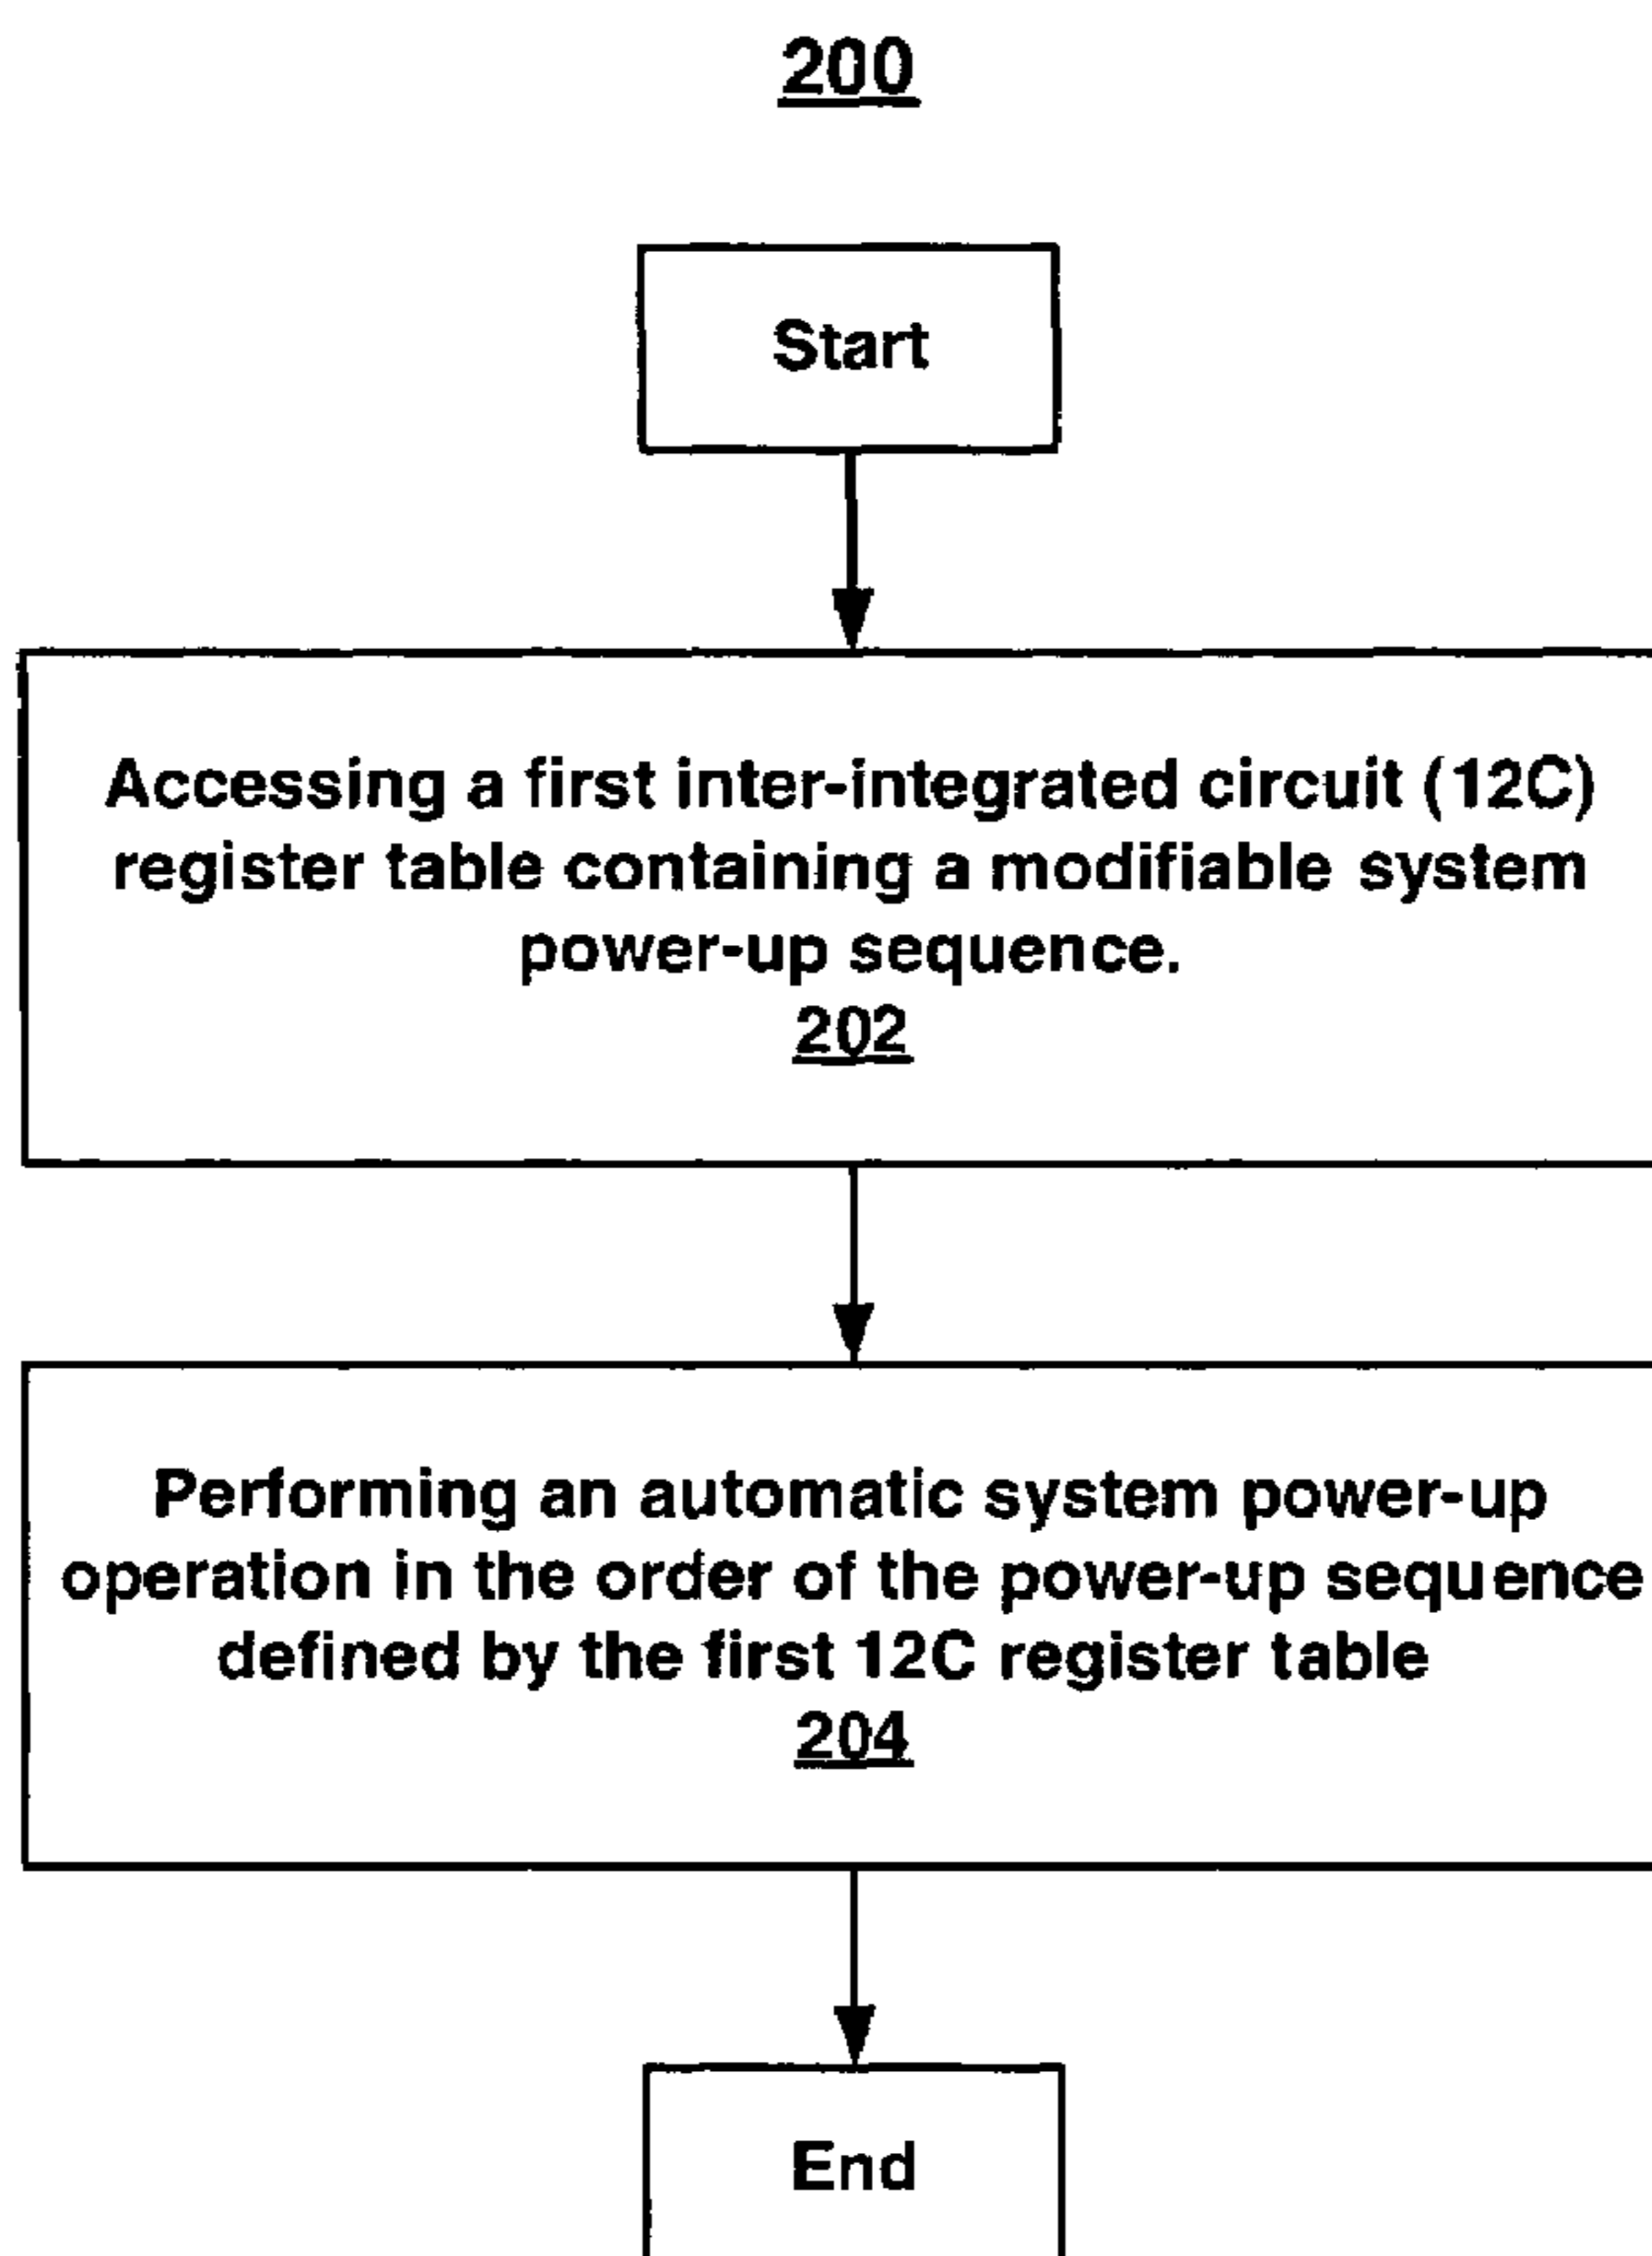 200
Start
Accessing a first inter-integrated circuit (12C)
register table containing a modifiable system
power-up sequence.
202
Performing an automatic system power-up
operation in the order of the power-up sequence
defined by the first 12C register table
204
End